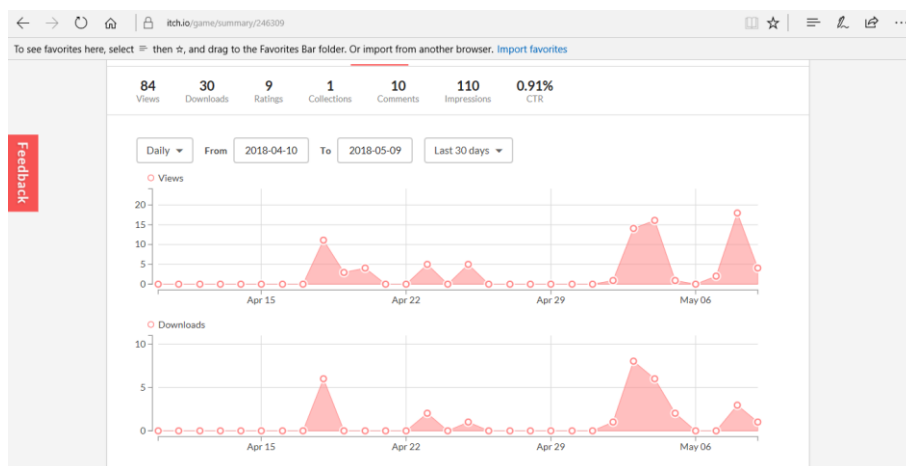 itch.io/game/summary/246309
To see favorites here, select then ☆, and drag to the Favorites Bar folder. Or import from another browser. Import favorites
84 30 9 1 10 110 0.91%
Views Downloads Ratings Collections Comments Impressions CTR
Feedback
Daily From 2018-04-10 To 2018-05-09 Last 30 days
Views
20
15
10
5
0
Apr 15 Apr 22 Apr 29 May 06
Downloads
10
5
0
Apr 15 Apr 22 Apr 29 May 06